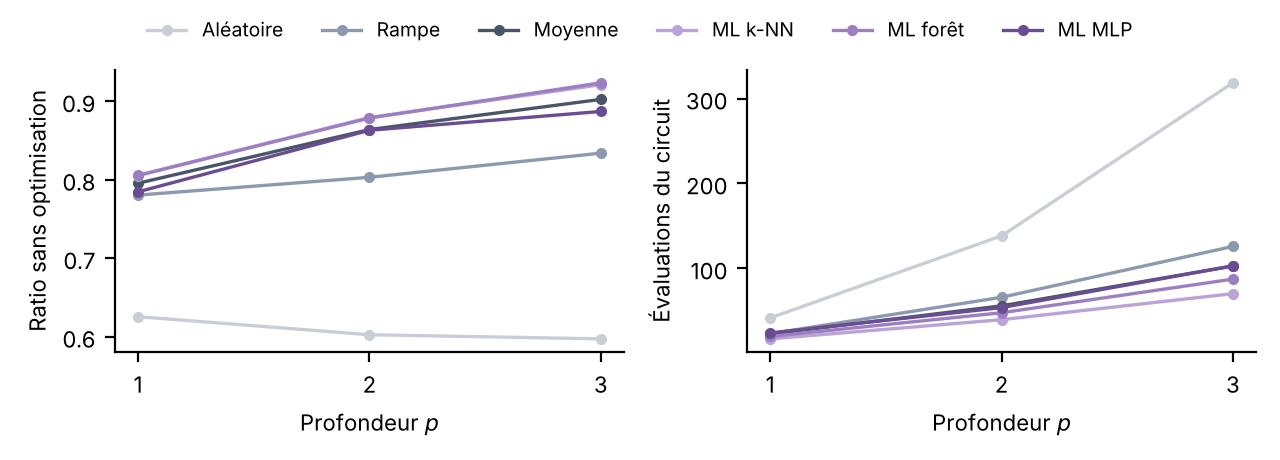 Aléatoire Rampe Moyenne ML k-NN ML forêt ML MLP
Ratio sans optimisation
0.9
0.8
0.7
0.6
1 2 3
Profondeur p
Évaluations du circuit
300
200
100
1 2 3
Profondeur p